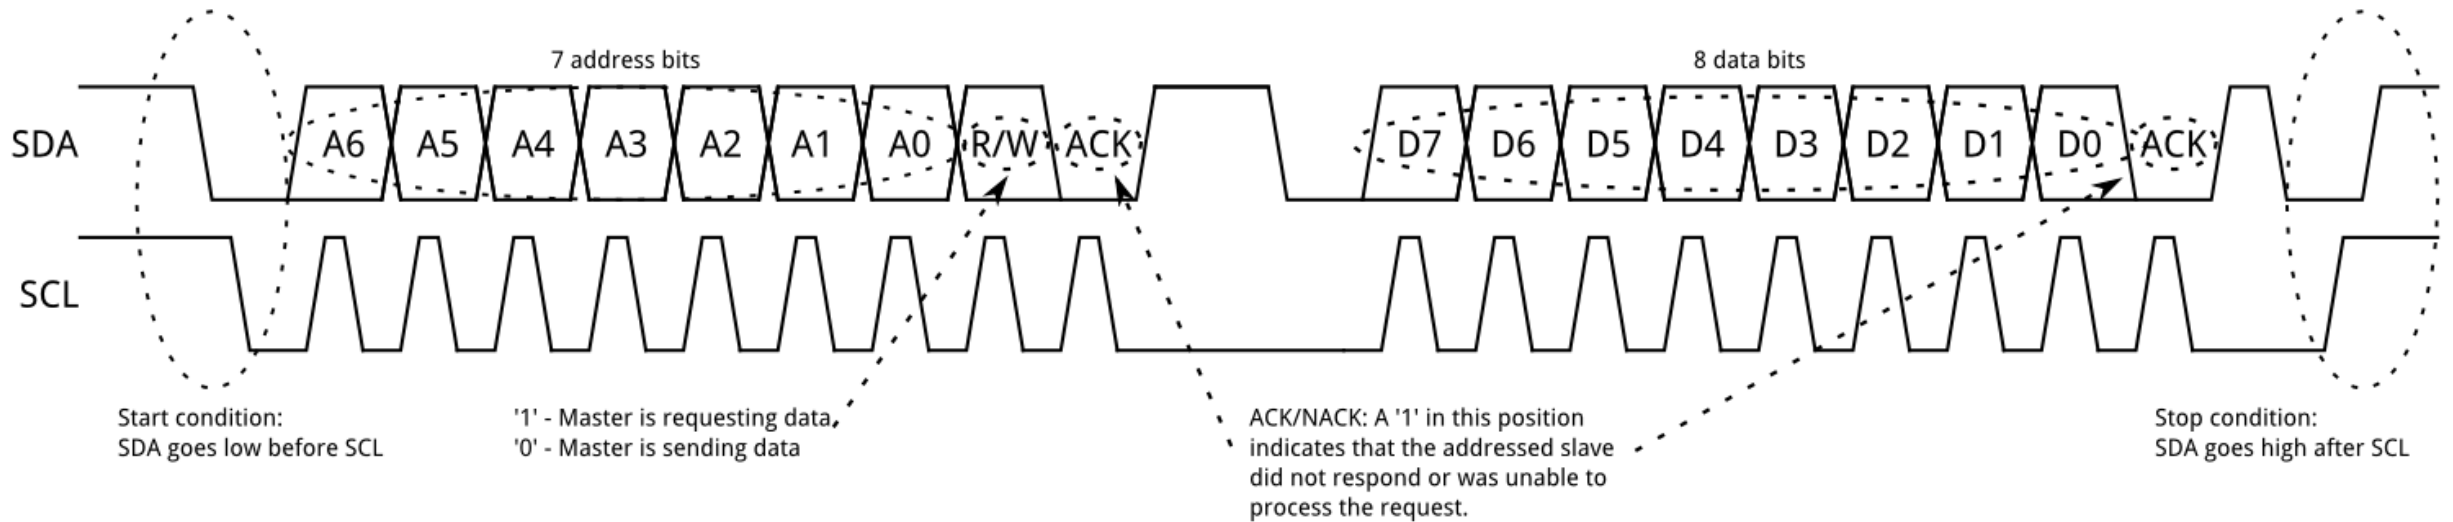 7 address bits
8 data bits
SDA
A6 A5 A4 A3 A2 A1 A0 R/W ACK D7 D6 D5 D4 D3 D2 D1 D0 ACK
SCL
Start condition:
SDA goes low before SCL
'1' - Master is requesting data
'0' - Master is sending data
ACK/NACK: A '1' in this position
indicates that the addressed slave
did not respond or was unable to
process the request.
Stop condition:
SDA goes high after SCL